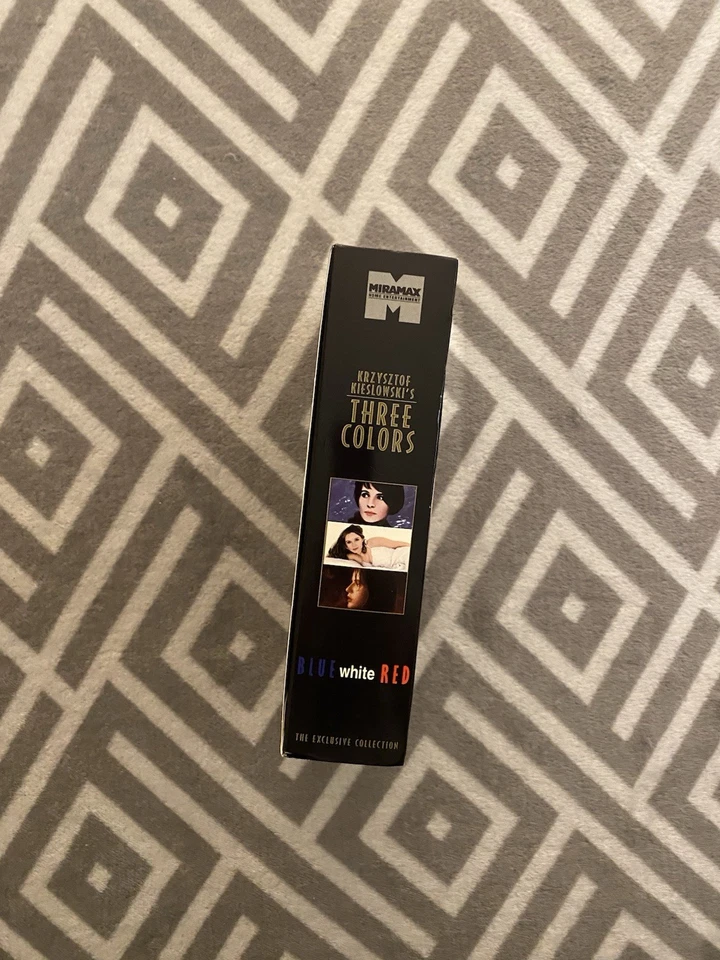 MIRAMAX
HOME ENTERTAINMENT
KRZYSZTOF
KIESLOWSKI'S
THREE
COLORS
BLUE white RED
THE EXCLUSIVE COLLECTION